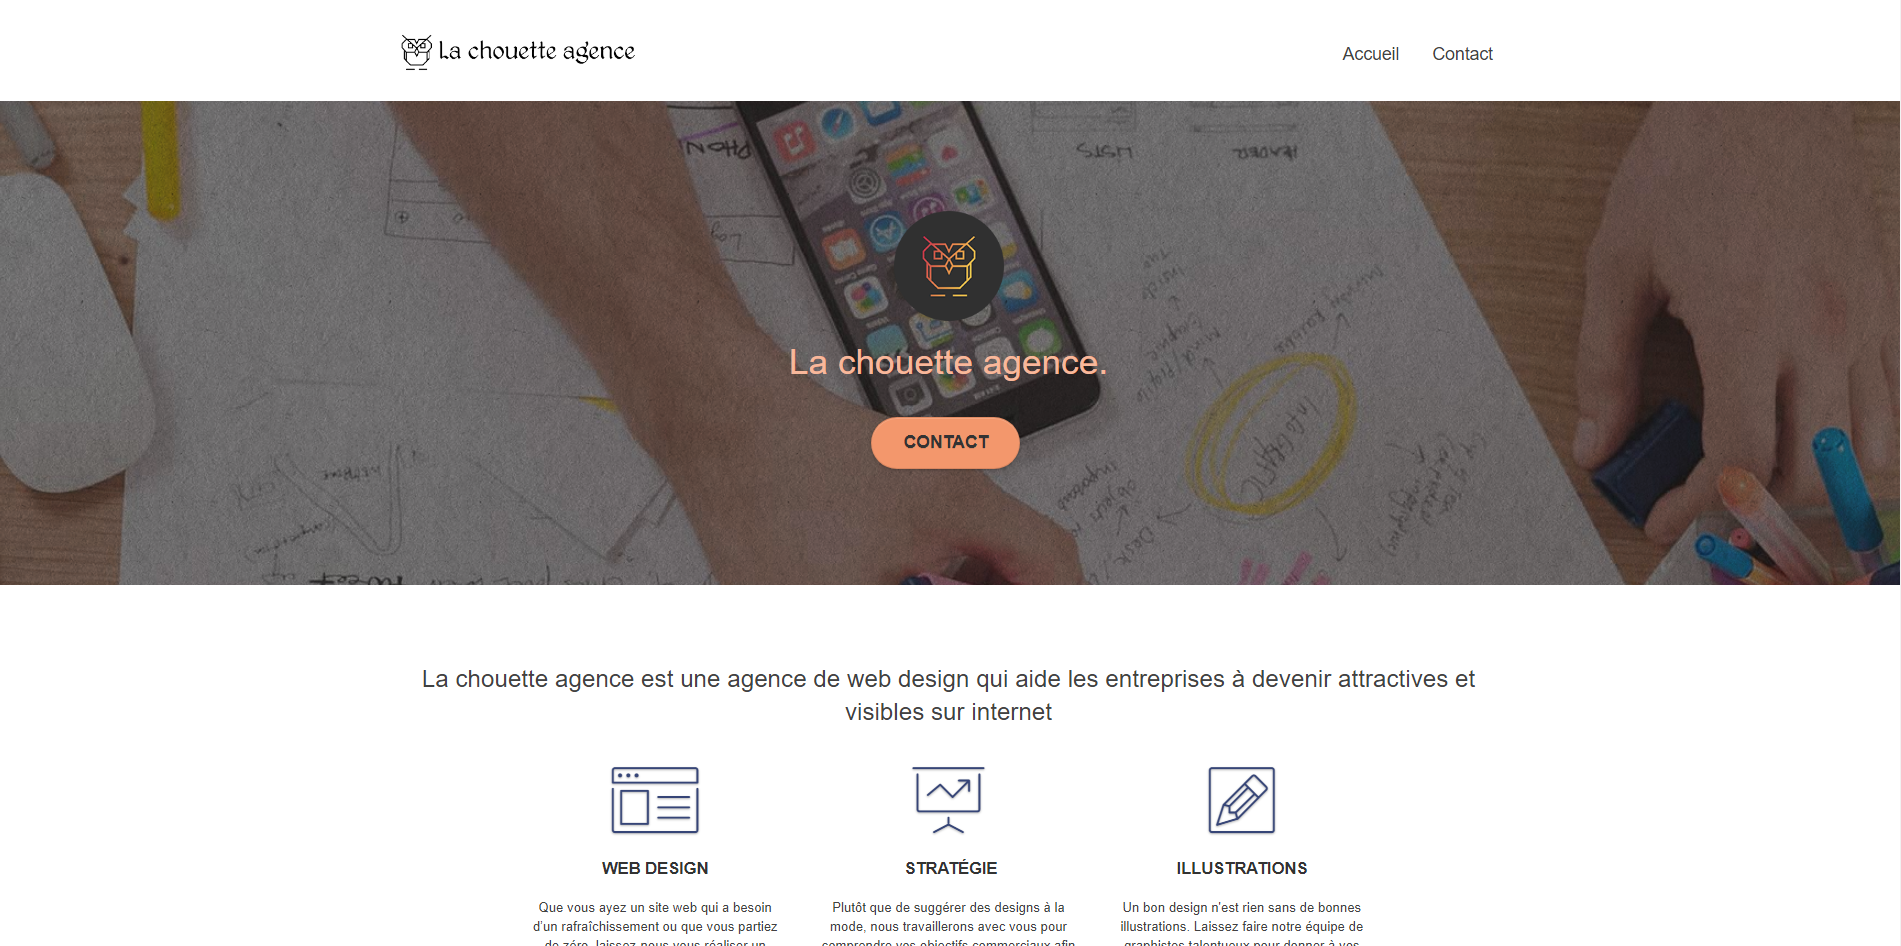 La chouette agence
Accueil Contact
LISTS
HEADER
La chouette agence.
CONTACT
La chouette agence est une agence de web design qui aide les entreprises à devenir attractives et
visibles sur internet
WEB DESIGN
STRATÉGIE
ILLUSTRATIONS
Que vous ayez un site web qui a besoin
d'un rafraîchissement ou que vous partiez
de zéro, laissez-nous vous réaliser un
Plutôt que de suggérer des designs à la
mode, nous travaillerons avec vous pour
comprendre vos objectifs commerciaux afin
Un bon design n'est rien sans de bonnes
illustrations. Laissez faire notre équipe de
graphistes talentueux pour donner à vos